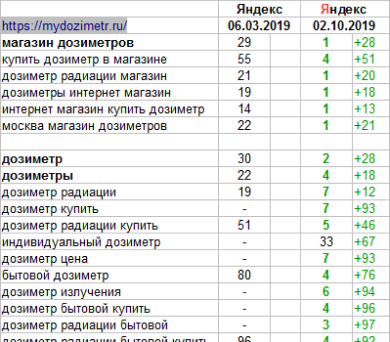 Яндекс Яндекс
https://mydozimetr.ru/ 06.03.2019 02.10.2019
магазин дозиметров 29 1 +28
купить дозиметр в магазине 55 4 +51
дозиметр радиации магазин 21 1 +20
дозиметры интернет магазин 19 1 +18
интернет магазин купить дозиметр 14 1 +13
москва магазин дозиметров 22 1 +21
дозиметр 30 2 +28
дозиметры 22 4 +18
дозиметр радиации 19 7 +12
дозиметр купить - 7 +93
дозиметр радиации купить 51 5 +46
индивидуальный дозиметр - 33 +67
дозиметр цена - 7 +93
бытовой дозиметр 80 4 +76
дозиметр излучения - 6 +94
дозиметр бытовой купить - 4 +96
дозиметр радиации бытовой - 3 +97
дозиметр радиации бытовой купить 96 4 +92